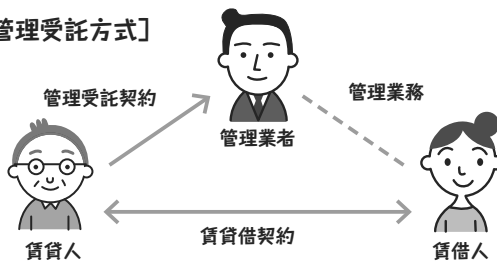 管理受託方式］
管理受託契約
管理業務
管理業者
賃貸借契約
賃貸人
賃借人